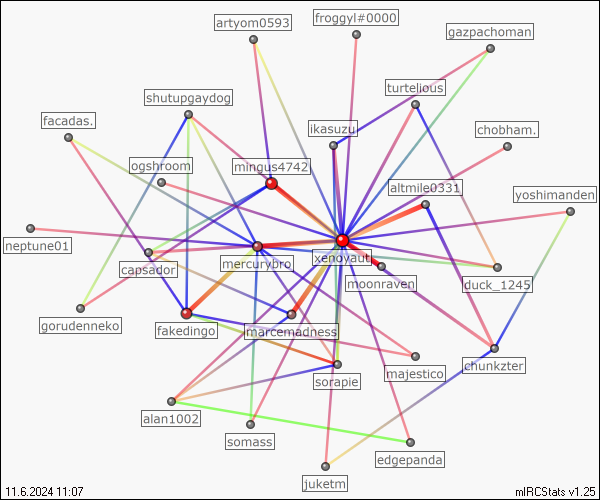 artyom0593
froggyl#0000
gazpachoman
turtelious
shutupgaydog
facadas.
ikasuzu
chobham.
ogshroom
mingus4742
altmile0331
yoshimanden
neptune01
xenoyaut
mercurybro
capsador
moonraven
duck_1245
gorudenneko
fakedingo
marcemadness
chunkzter
majestico
sorapie
alan1002
somass
edgepanda
juketm
11.6.2024 11:07
mIRCStats v1.25